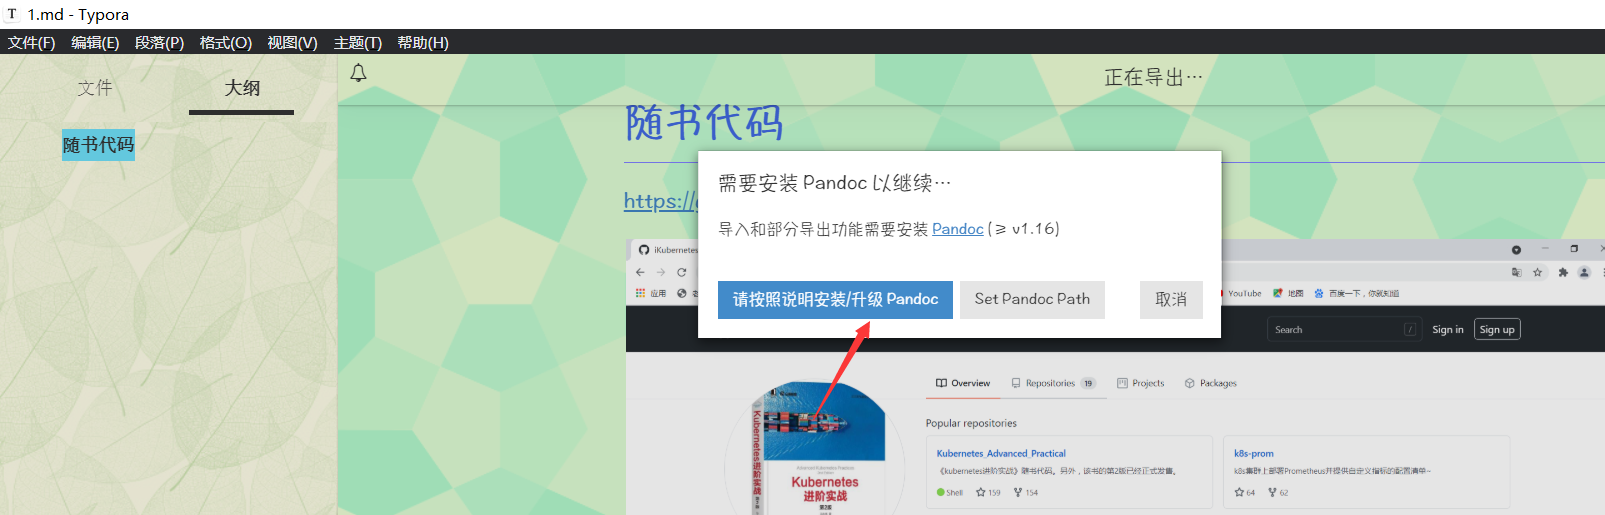 T 1.md - Typora
文件(F) 编辑(E) 段落(P) 格式(O) 视图(V) 主题(T) 帮助(H)
文件 大纲
正在导出…
随书代码
随书代码
需要安装 Pandoc 以继续…
https://g
导入和部分导出功能需要安装 Pandoc (≥ v1.16)
iKubernetes
请按照说明安装/升级 Pandoc Set Pandoc Path 取消
应用 YouTube 地图 百度一下，你就知道
Search / Sign in Sign up
Overview Repositories 19 Projects Packages
Popular repositories
Kubernetes_Advanced_Practical k8s-prom
《kubernetes进阶实战》随书代码。另外，该书的第2版已经正式发售。 k8s集群上部署Prometheus并提供自定义指标的配置清单~
Shell 159 154 64 62
Kubernetes进阶实战
Kubernetes
进阶实战
第2版